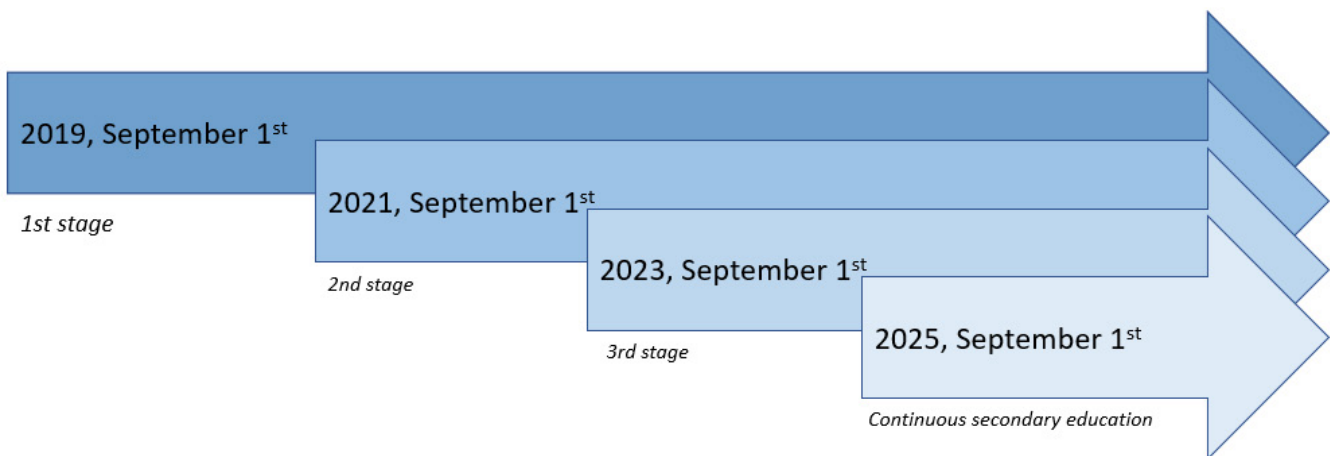 2019, September 1st
1st stage
2021, September 1st
2nd stage
2023, September 1st
3rd stage
2025, September 1st
Continuous secondary education